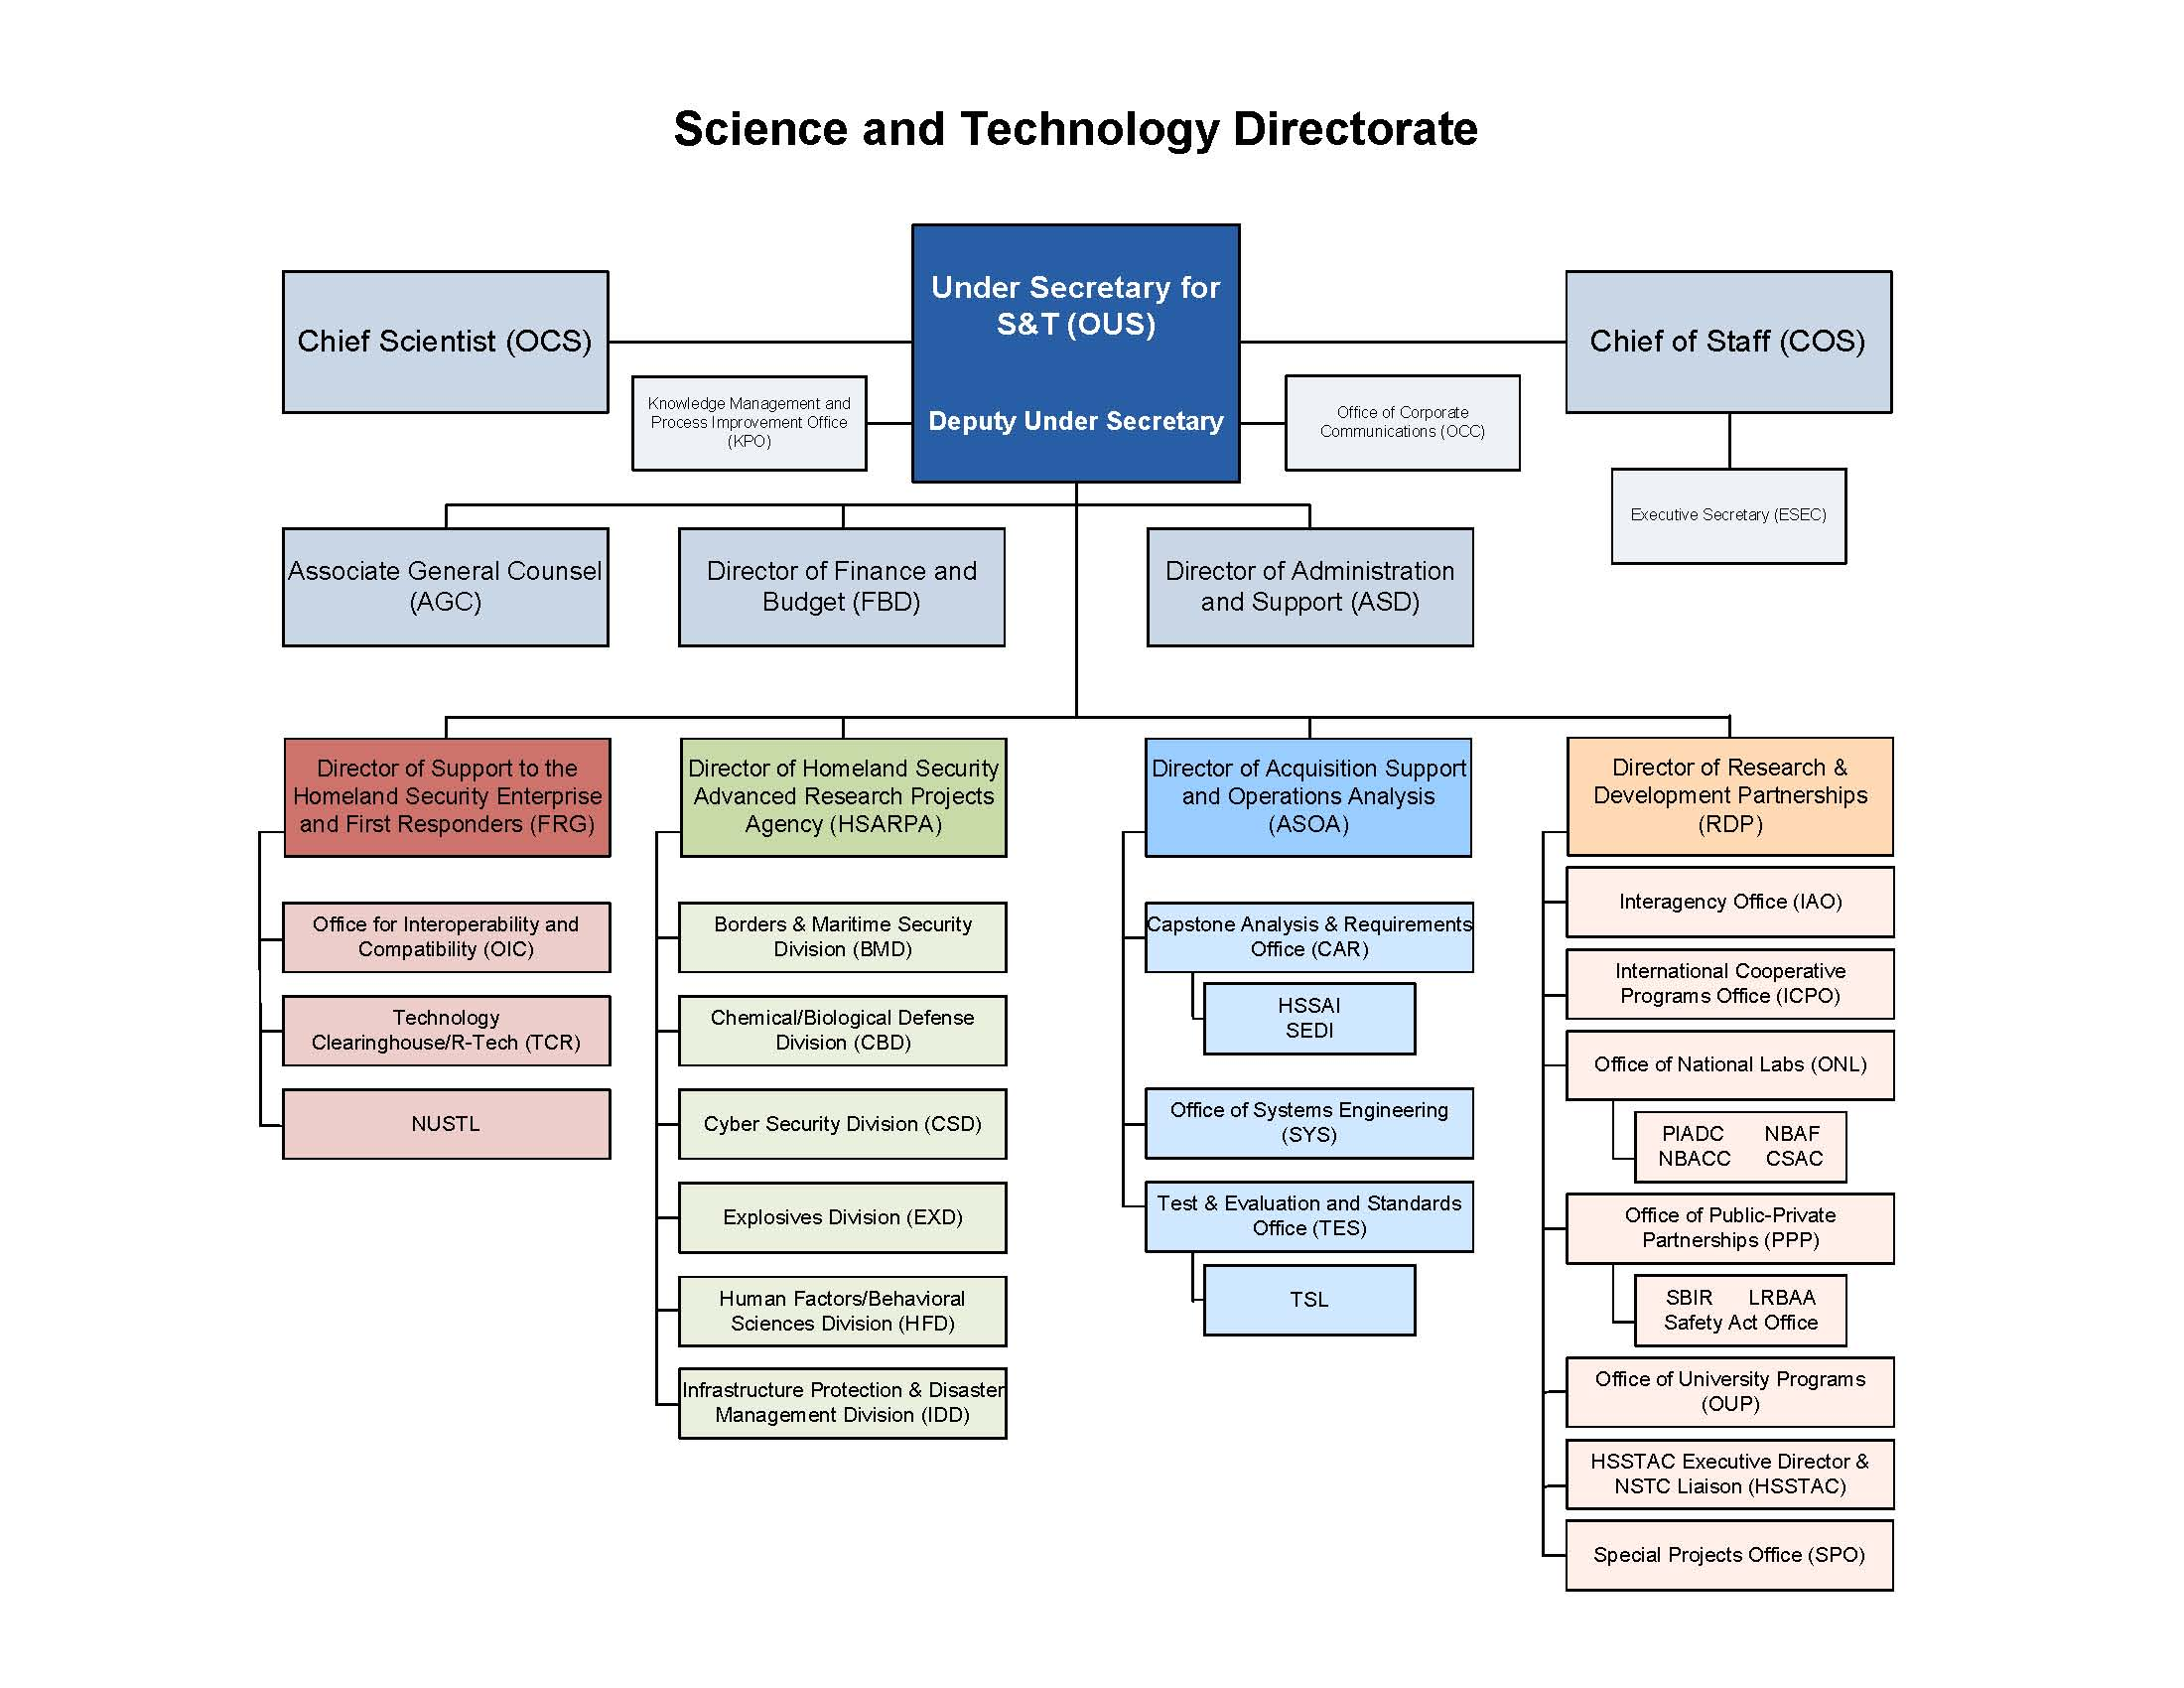 Science and Technology Directorate
Under Secretary for
S&T (OUS)
Deputy Under Secretary
Chief Scientist (OCS)
Chief of Staff (COS)
Knowledge Management and
Process Improvement Office
(KPO)
Office of Corporate
Communications (OCC)
Executive Secretary (ESEC)
Associate General Counsel
(AGC)
Director of Finance and
Budget (FBD)
Director of Administration
and Support (ASD)
Director of Support to the
Homeland Security Enterprise
and First Responders (FRG)
Office for Interoperability and
Compatibility (OIC)
Technology
Clearinghouse/R-Tech (TCR)
NUSTL
Director of Homeland Security
Advanced Research Projects
Agency (HSARPA)
Borders & Maritime Security
Division (BMD)
Chemical/Biological Defense
Division (CBD)
Cyber Security Division (CSD)
Explosives Division (EXD)
Human Factors/Behavioral
Sciences Division (HFD)
Infrastructure Protection & Disaster
Management Division (IDD)
Director of Acquisition Support
and Operations Analysis
(ASOA)
Capstone Analysis & Requirements
Office (CAR)
HSSAI
SEDI
Office of Systems Engineering
(SYS)
Test & Evaluation and Standards
Office (TES)
TSL
Director of Research &
Development Partnerships
(RDP)
Interagency Office (IAO)
International Cooperative
Programs Office (ICPO)
Office of National Labs (ONL)
PIADC NBAF
NBACC CSAC
Office of Public-Private
Partnerships (PPP)
SBIR LRBAA
Safety Act Office
Office of University Programs
(OUP)
HSSTAC Executive Director &
NSTC Liaison (HSSTAC)
Special Projects Office (SPO)